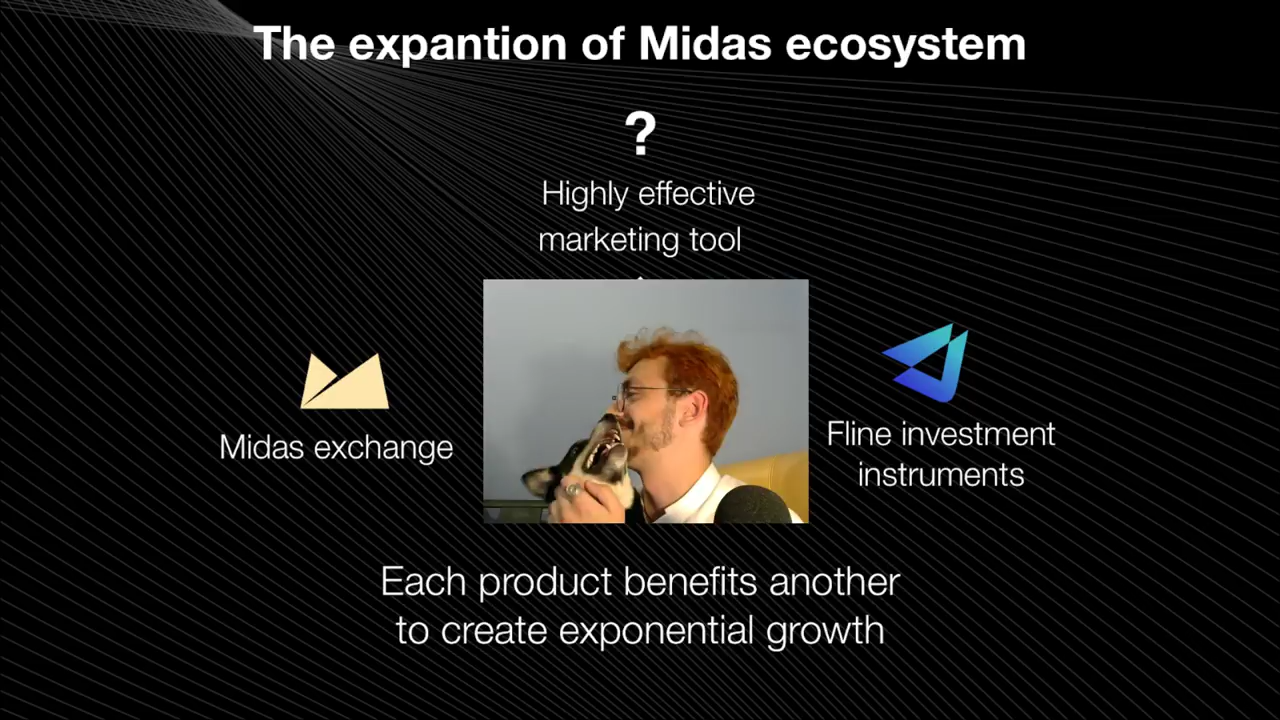 The expantion of Midas ecosystem
?
Highly effective
marketing tool
Midas exchange
Fline investment
instruments
Each product benefits another
to create exponential growth